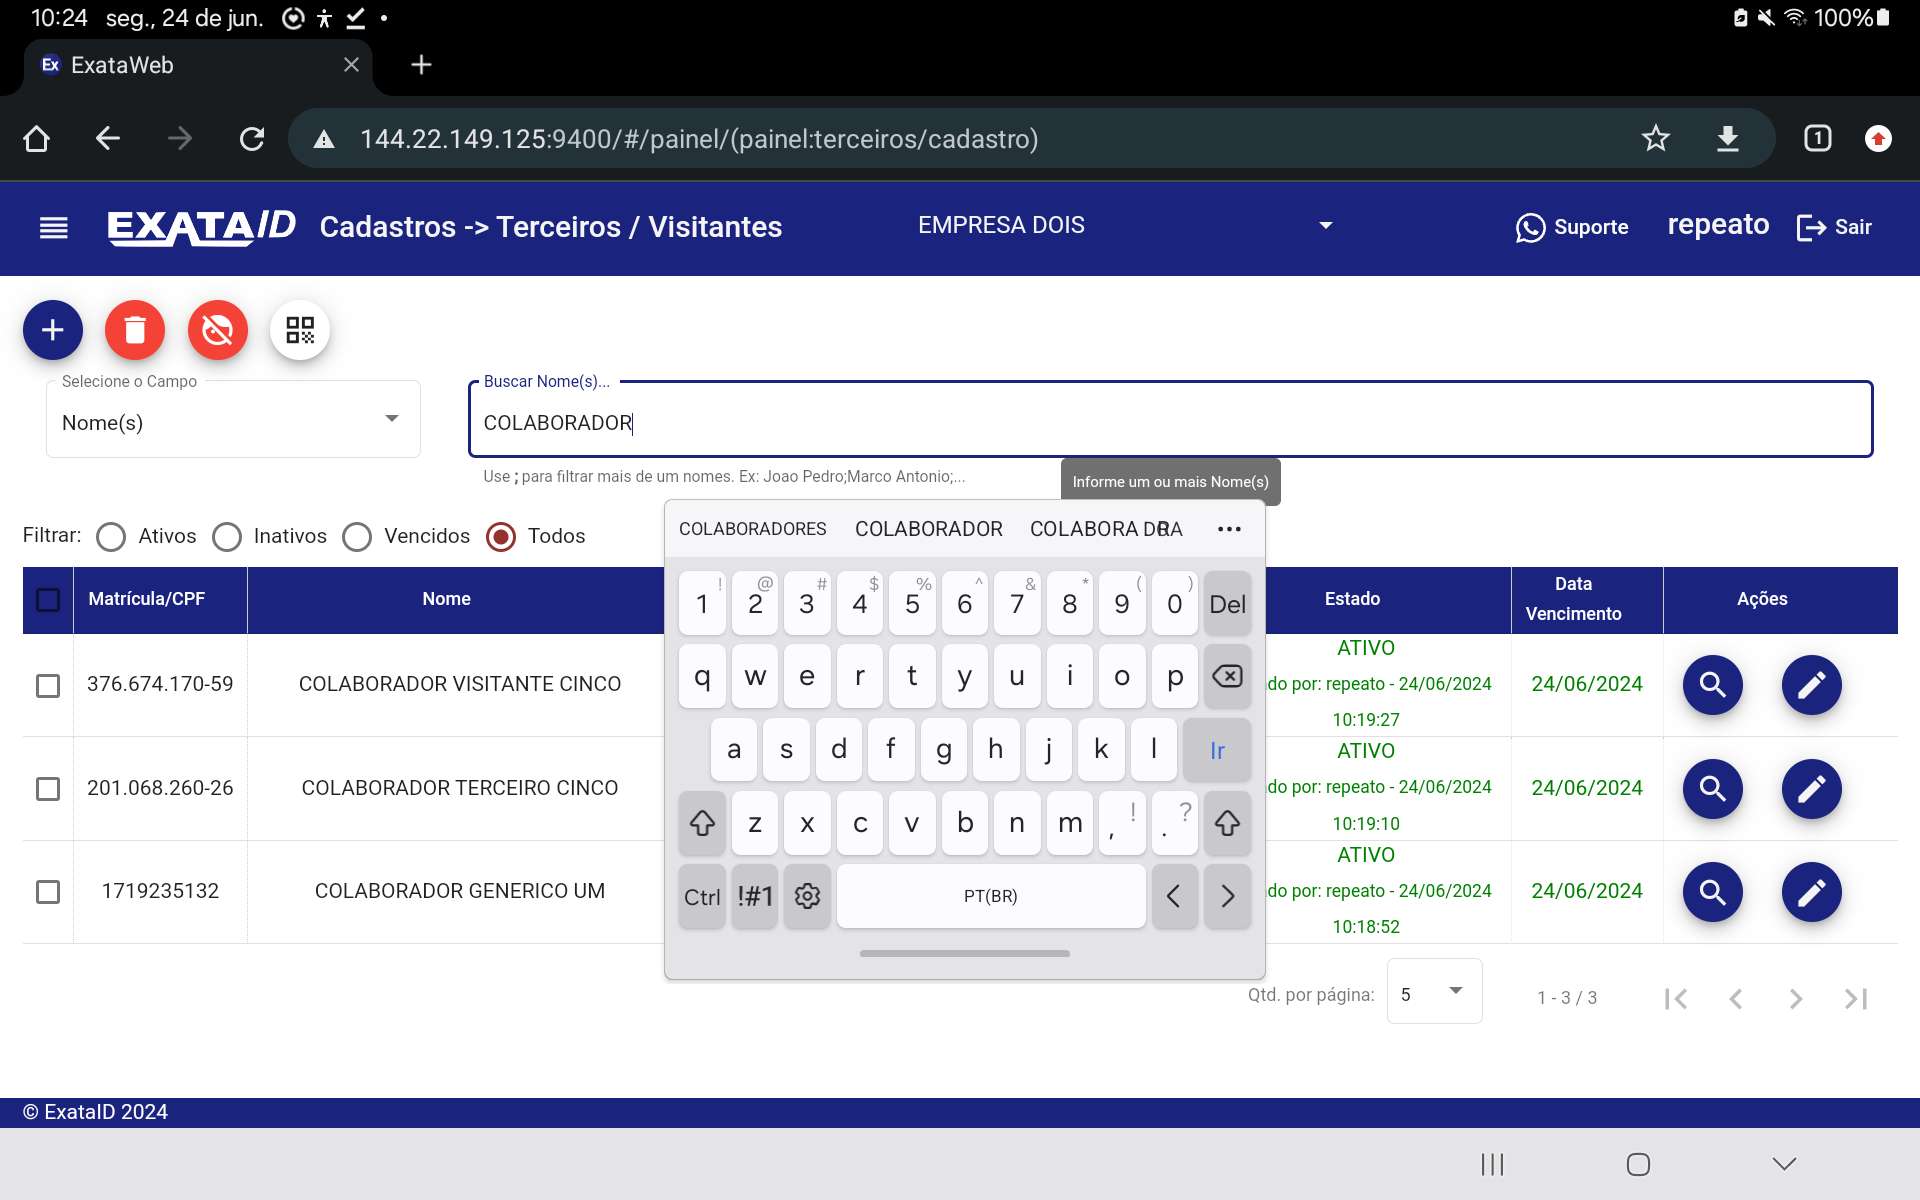 10:24 seg., 24 de jun.
100%
Ex ExataWeb
144.22.149.125:9400/#/painel/(painel:terceiros/cadastro)
1
EXATAID Cadastros -> Terceiros / Visitantes EMPRESA DOIS Suporte repeato Sair
Selecione o Campo
Nome(s)
Buscar Nome(s)...
COLABORADOR
Use ; para filtrar mais de um nomes. Ex: Joao Pedro;Marco Antonio;...
Informe um ou mais Nome(s)
Filtrar: Ativos Inativos Vencidos Todos
COLABORADORES COLABORADOR COLABORA
! @ # $ % ^ & * ( )
1 2 3 4 5 6 7 8 9 0 Del
q w e r t y u i o p
a s d f g h j k l Ir
! ?
z x c v b n m , .
Ctrl !#1 PT(BR)
Matrícula/CPF Nome Estado Data Vencimento Ações
376.674.170-59 COLABORADOR VISITANTE CINCO
ATIVO
do por: repeato - 24/06/2024
10:19:27
24/06/2024
201.068.260-26 COLABORADOR TERCEIRO CINCO
ATIVO
do por: repeato - 24/06/2024
10:19:10
24/06/2024
1719235132 COLABORADOR GENERICO UM
ATIVO
do por: repeato - 24/06/2024
10:18:52
24/06/2024
Qtd. por página: 5 1 - 3 / 3
© ExataID 2024